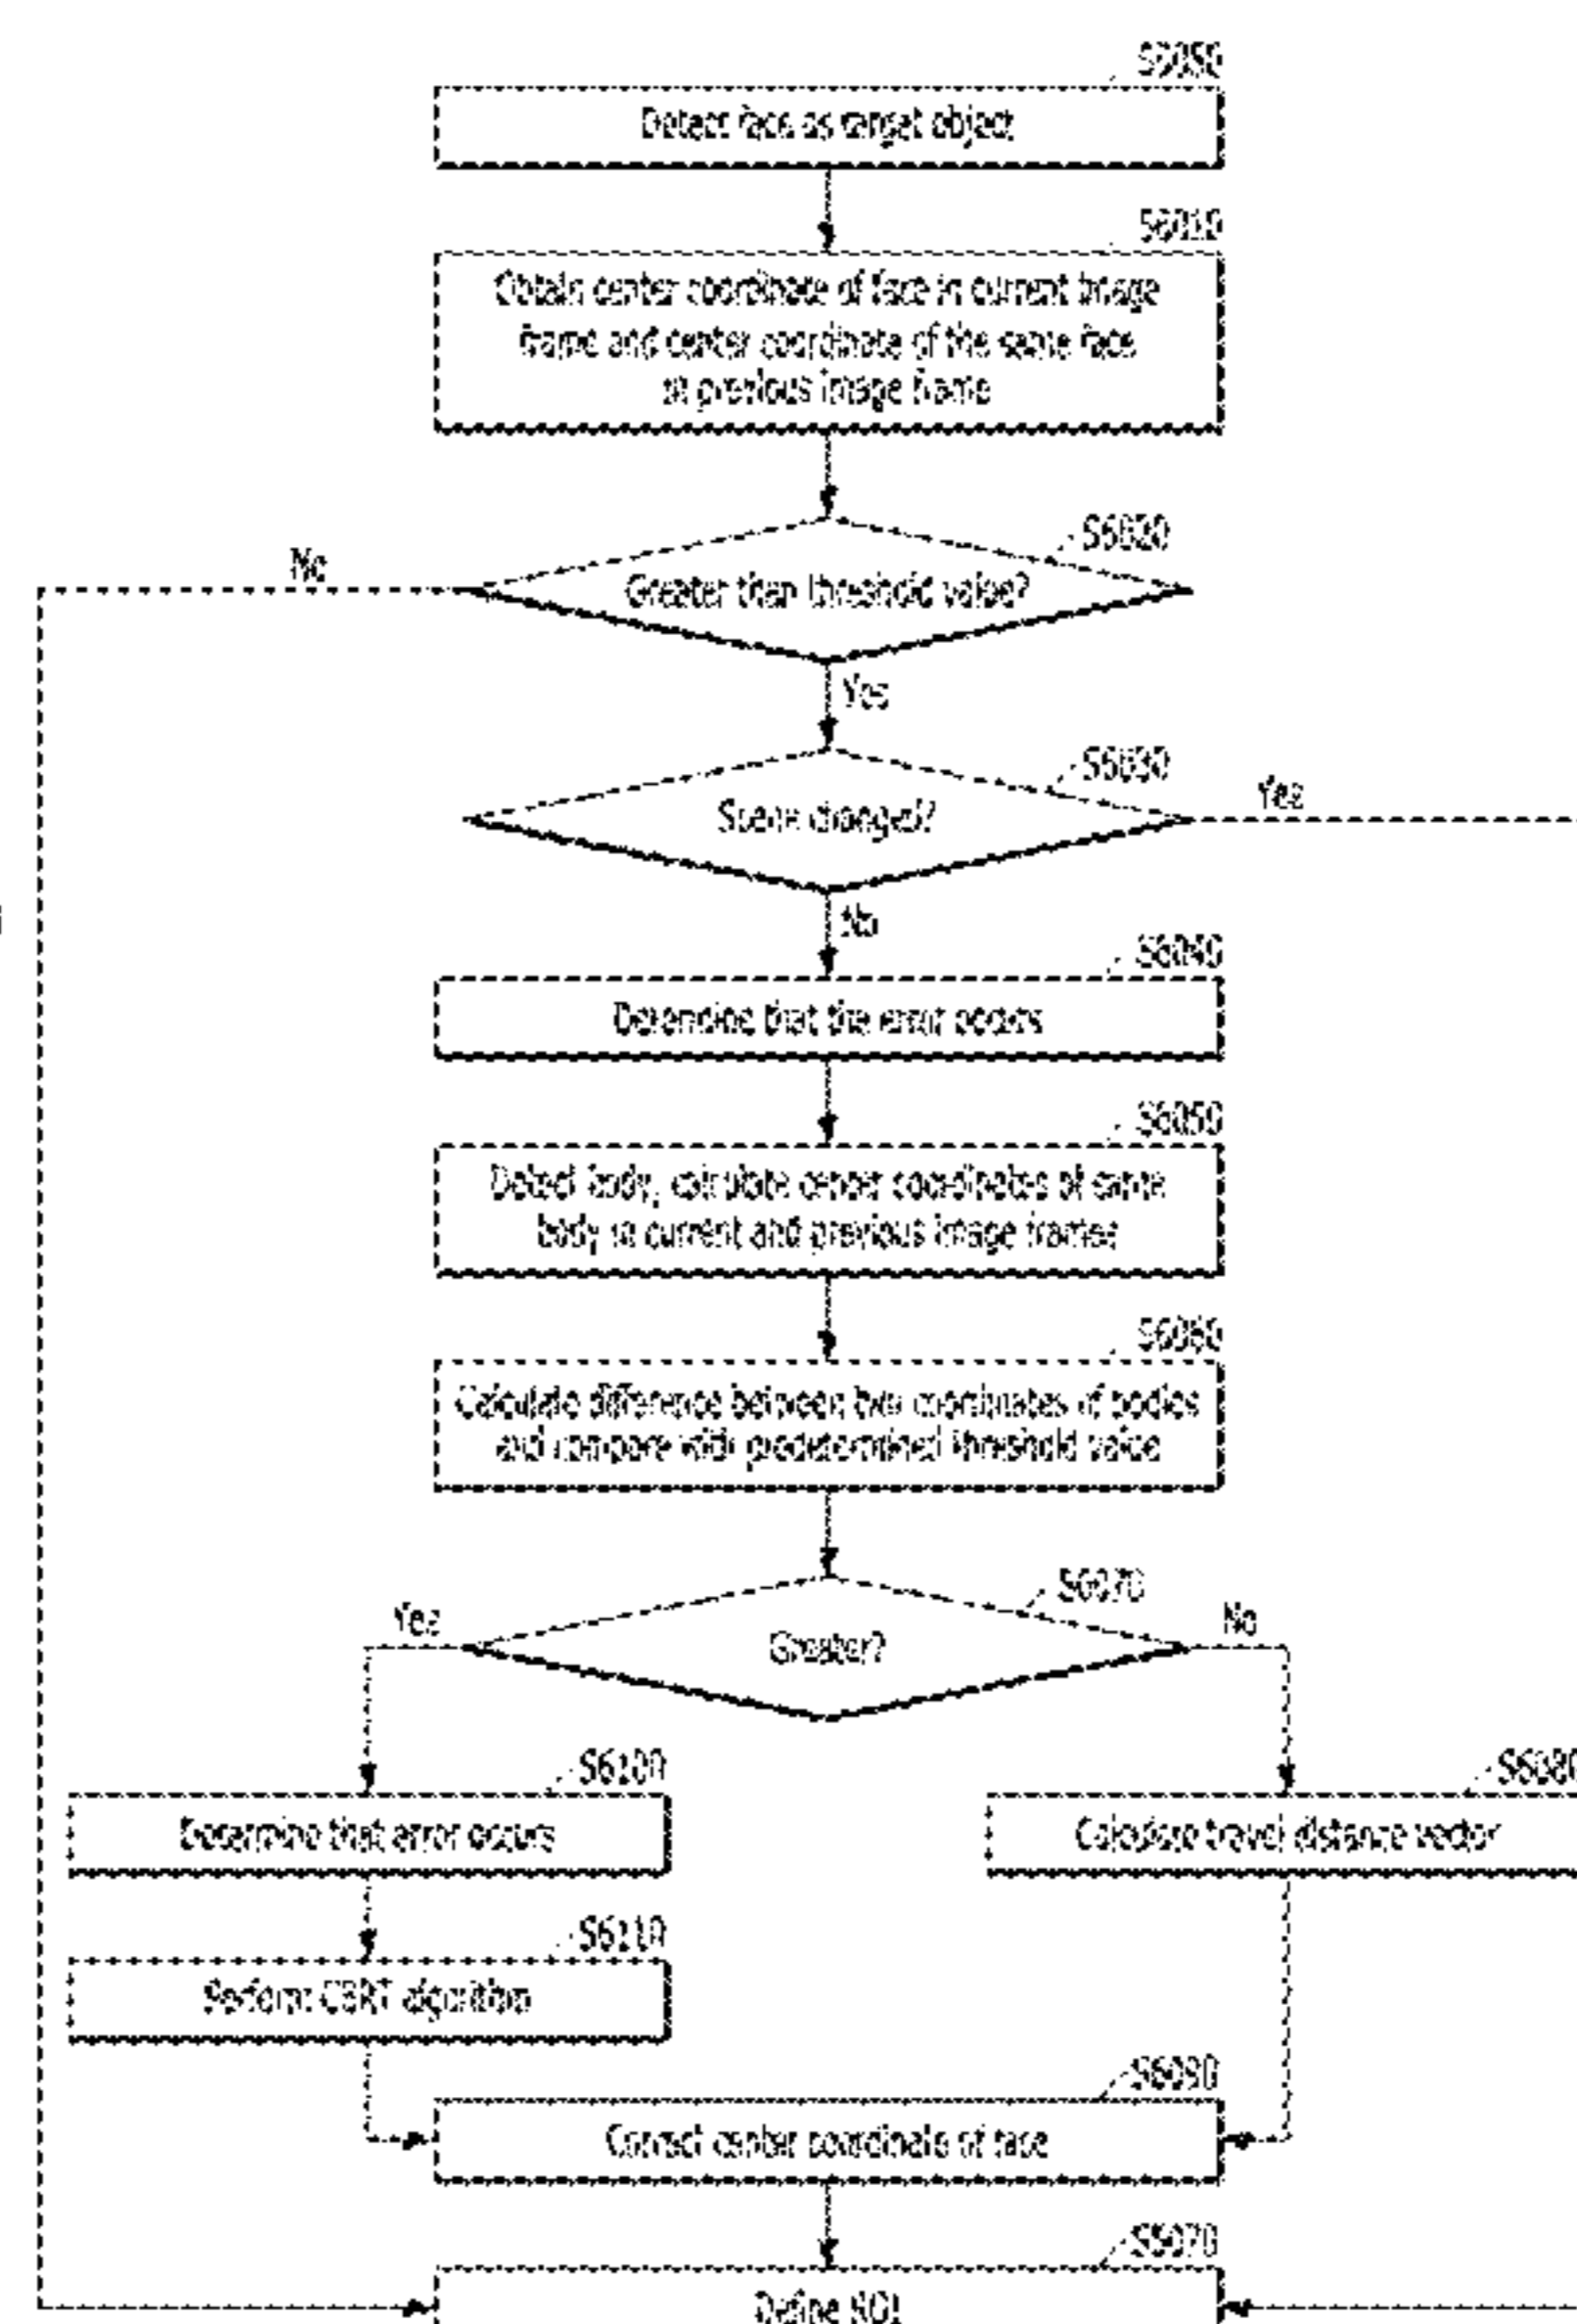 Detect face as target object
S6010
Obtain center coordinate of face in current image
frame and center coordinate of the same face
in previous image frame
S6020
No
Greater than threshold value?
Yes
S6030
Scene changed?
Yes
No
S6040
Determine that the error occurs
S6050
Detect body, calculate center coordinates of same
body in current and previous image frames
S6060
Calculate difference between two coordinates of bodies
and compare with predetermined threshold value
S6070
Yes
Greater?
No
S6100
S6080
Determine that error occurs
Calculate travel distance vector
S6110
Perform algorithm
S6090
Correct center coordinate of face
S5070
Define ROI